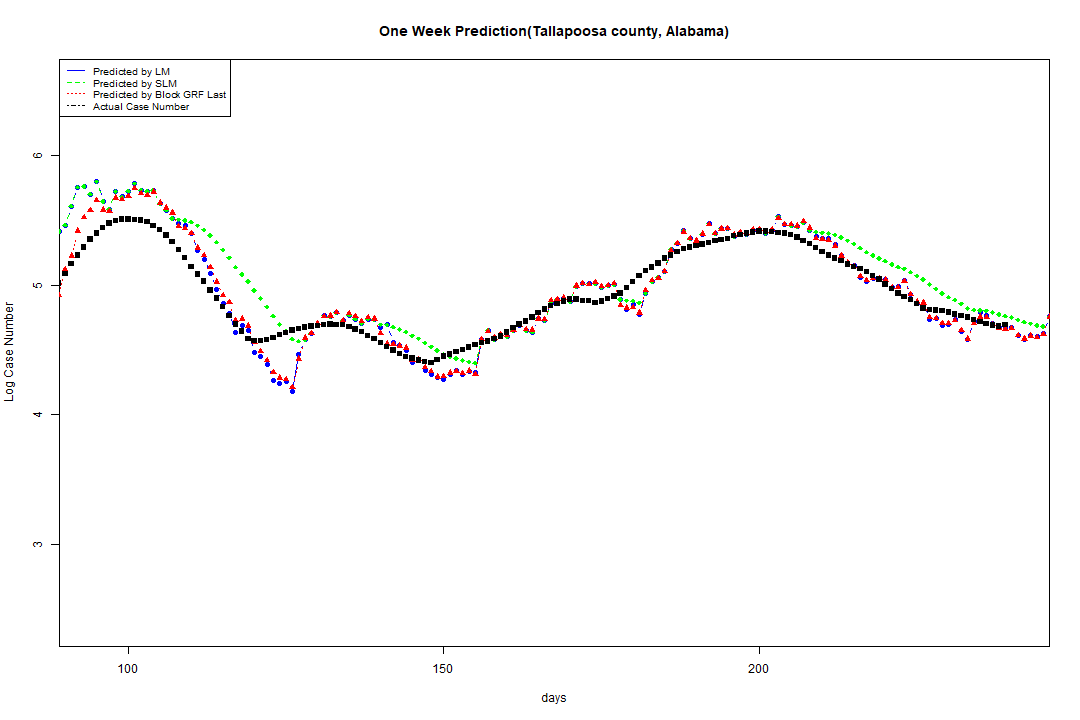 One Week Prediction(Tallapoosa county, Alabama)
Predicted by LM
Predicted by SLM
Predicted by Block GRF Last
Actual Case Number
6
5
4
3
Log Case Number
100 150 200
days